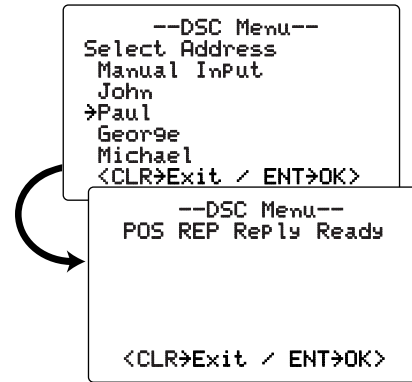 --DSC Menu--
Select Address
Manual Input
John
→Paul
George
Michael
<CLR→Exit / ENT→OK>
--DSC Menu--
POS REP Reply Ready
<CLR→Exit / ENT→OK>